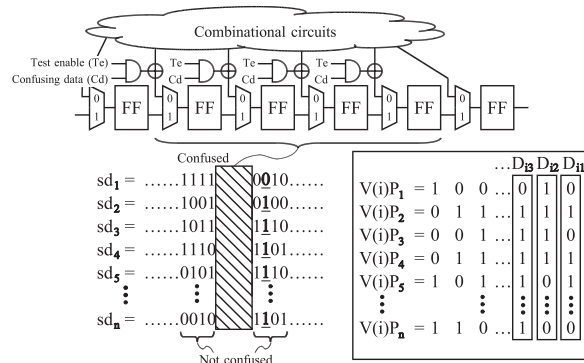 Combinational circuits
Test enable (Te)
Confusing data (Cd)
Te Te Te
Cd Cd Cd
0 0 0 0 0 0
1 1 1 1 1 1
FF FF FF FF FF FF
Confused
sd1 = ......1111 0010......
sd2 = ......1001 0100......
sd3 = ......1011 1110......
sd4 = ......1110 1101......
sd5 = ......0101 1110......
sdn = ......0010 1101......
Not confused
...Di3 Di2 Di1
V(i)P1 = 1 0 0 ...0 1 0
V(i)P2 = 0 1 1 ...1 1 1
V(i)P3 = 0 0 1 ...1 1 0
V(i)P4 = 0 1 1 ...1 1 1
V(i)P5 = 1 0 1 ...1 0 1
V(i)Pn = 1 1 0 ...1 0 0